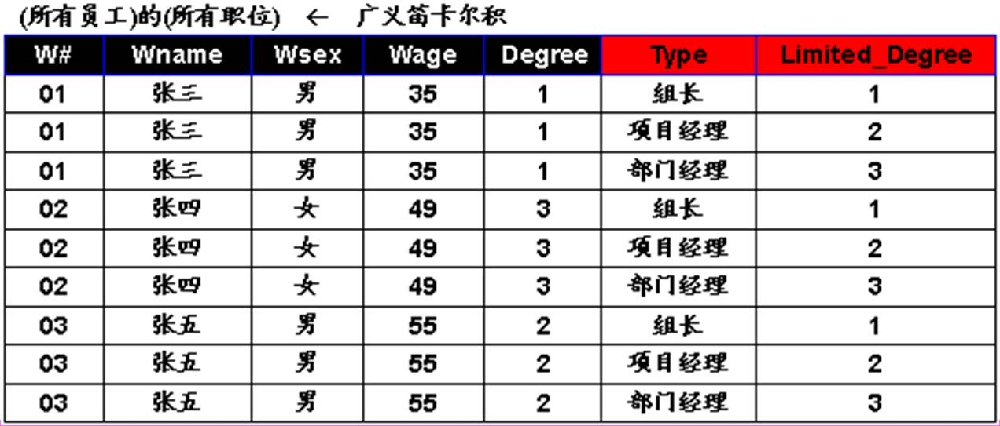 (所有员工)的(所有职位) ← 广义笛卡尔积
W# Wname Wsex Wage Degree Type Limited_Degree
01 张三 男 35 1 组长 1
01 张三 男 35 1 项目经理 2
01 张三 男 35 1 部门经理 3
02 张四 女 49 3 组长 1
02 张四 女 49 3 项目经理 2
02 张四 女 49 3 部门经理 3
03 张五 男 55 2 组长 1
03 张五 男 55 2 项目经理 2
03 张五 男 55 2 部门经理 3